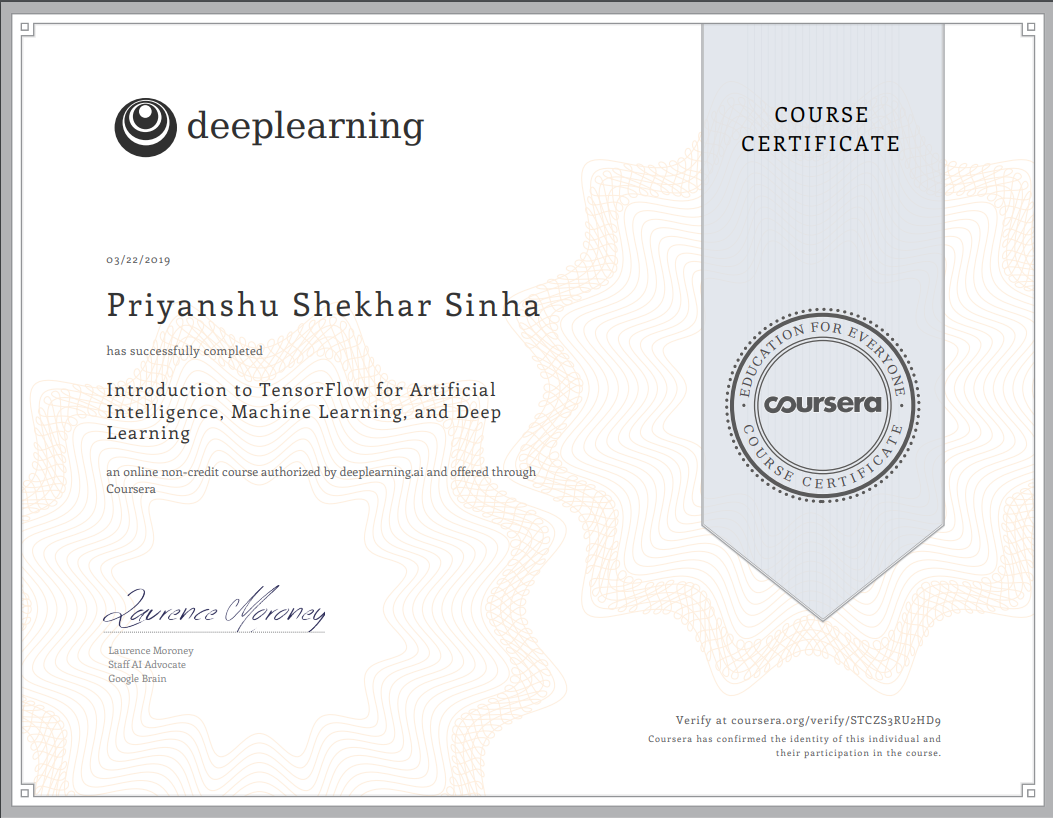 deeplearning
COURSE
CERTIFICATE
03/22/2019
Priyanshu Shekhar Sinha
has successfully completed
Introduction to TensorFlow for Artificial
Intelligence, Machine Learning, and Deep
Learning
an online non-credit course authorized by deeplearning.ai and offered through
Coursera
EDUCATION FOR EVERYONE
coursera
COURSE CERTIFICATE
Laurence Moroney
Laurence Moroney
Staff AI Advocate
Google Brain
Verify at coursera.org/verify/STCZS3RU2HD9
Coursera has confirmed the identity of this individual and
their participation in the course.